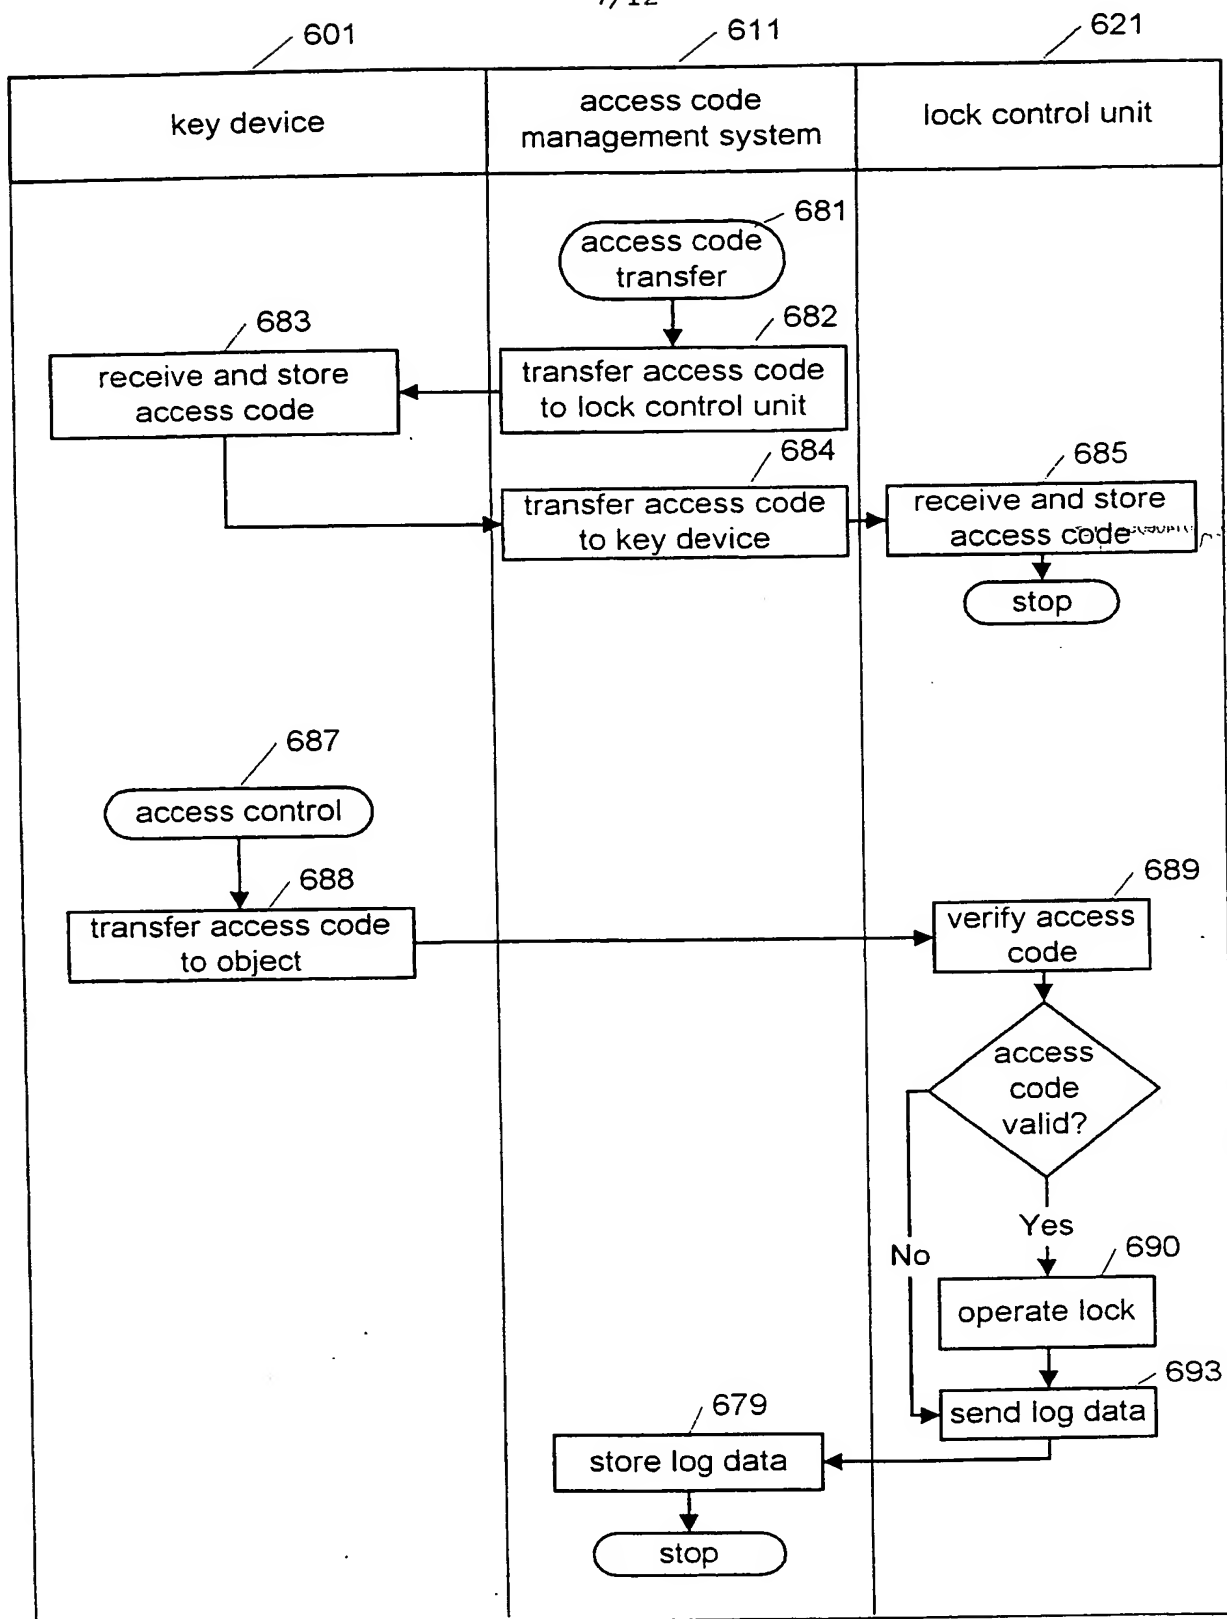 7/12
601
611
621
key device
access code
management system
lock control unit
681
access code
transfer
683
682
receive and store
access code
transfer access code
to lock control unit
684
685
transfer access code
to key device
receive and store
access code
stop
687
access control
688
689
transfer access code
to object
verify access
code
access
code
valid?
Yes
No
690
operate lock
693
679
send log data
store log data
stop